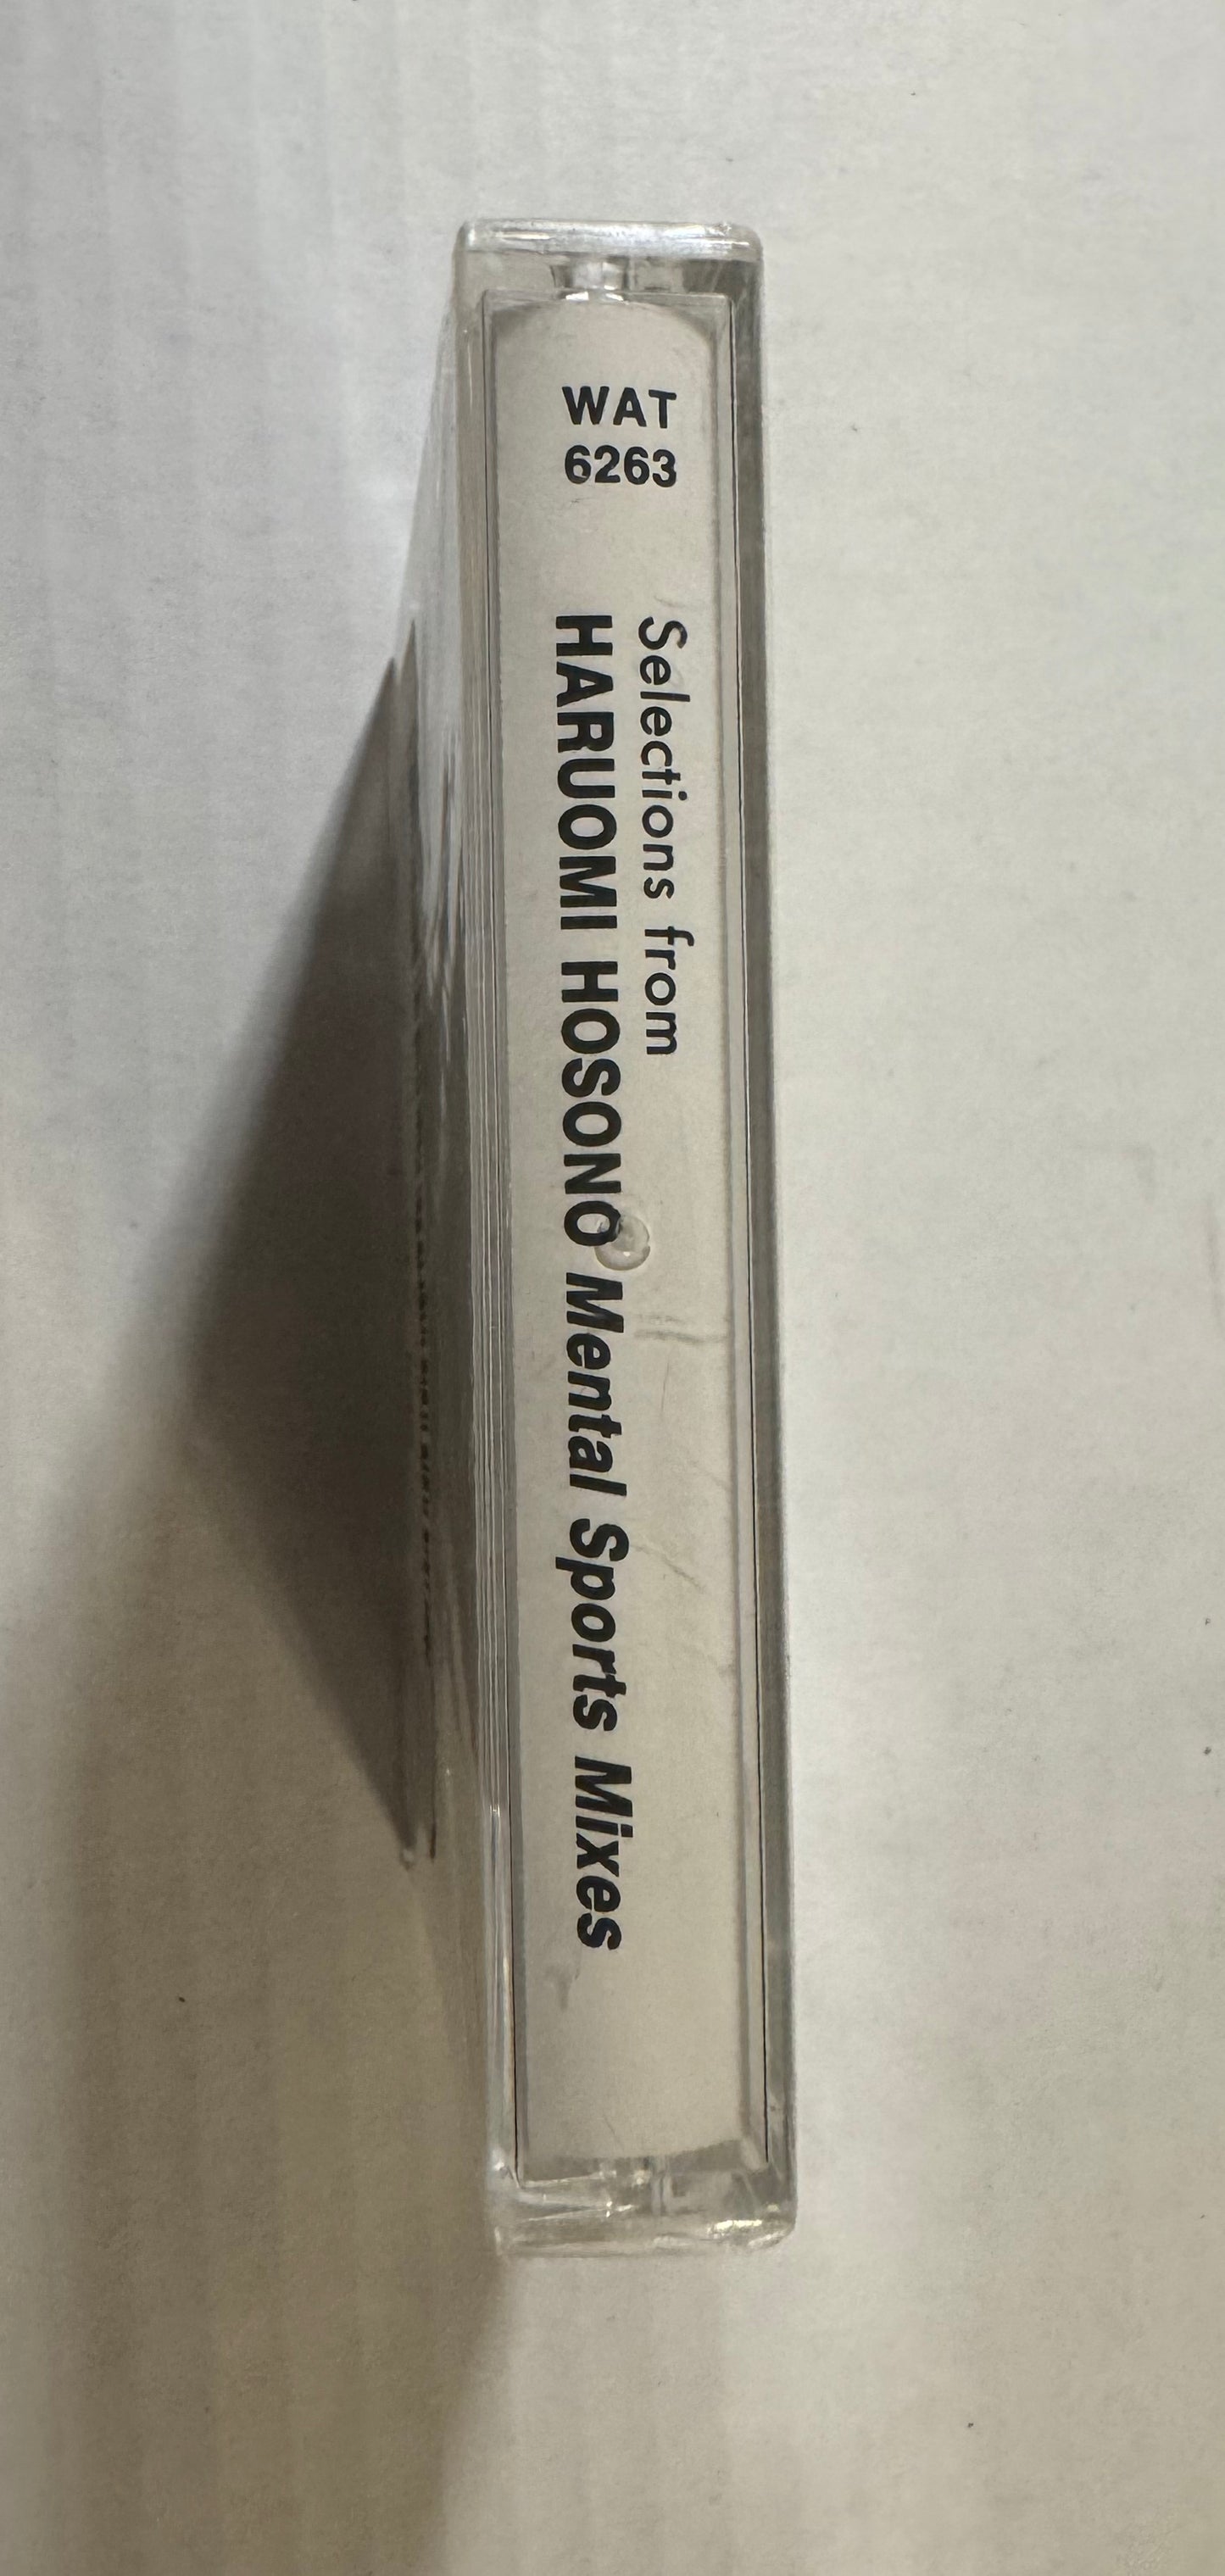 WAT
6263
Selections from
HARUOMI HOSONO Mental Sports Mixes